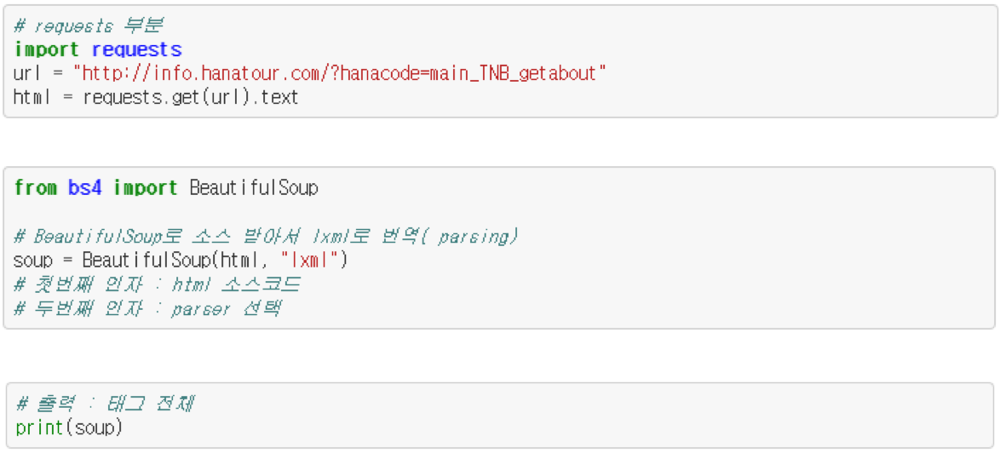 # requests 부분
import requests
url = "http://info.hanatour.com/?hanacode=main_TNB_getabout"
html = requests.get(url).text
from bs4 import BeautifulSoup
# BeautifulSoup로 소스 받아서 lxml로 번역( parsing)
soup = BeautifulSoup(html, "lxml")
# 첫번째 인자 : html 소스코드
# 두번째 인자 : parser 선택
# 출력 : 태그 전체
print(soup)